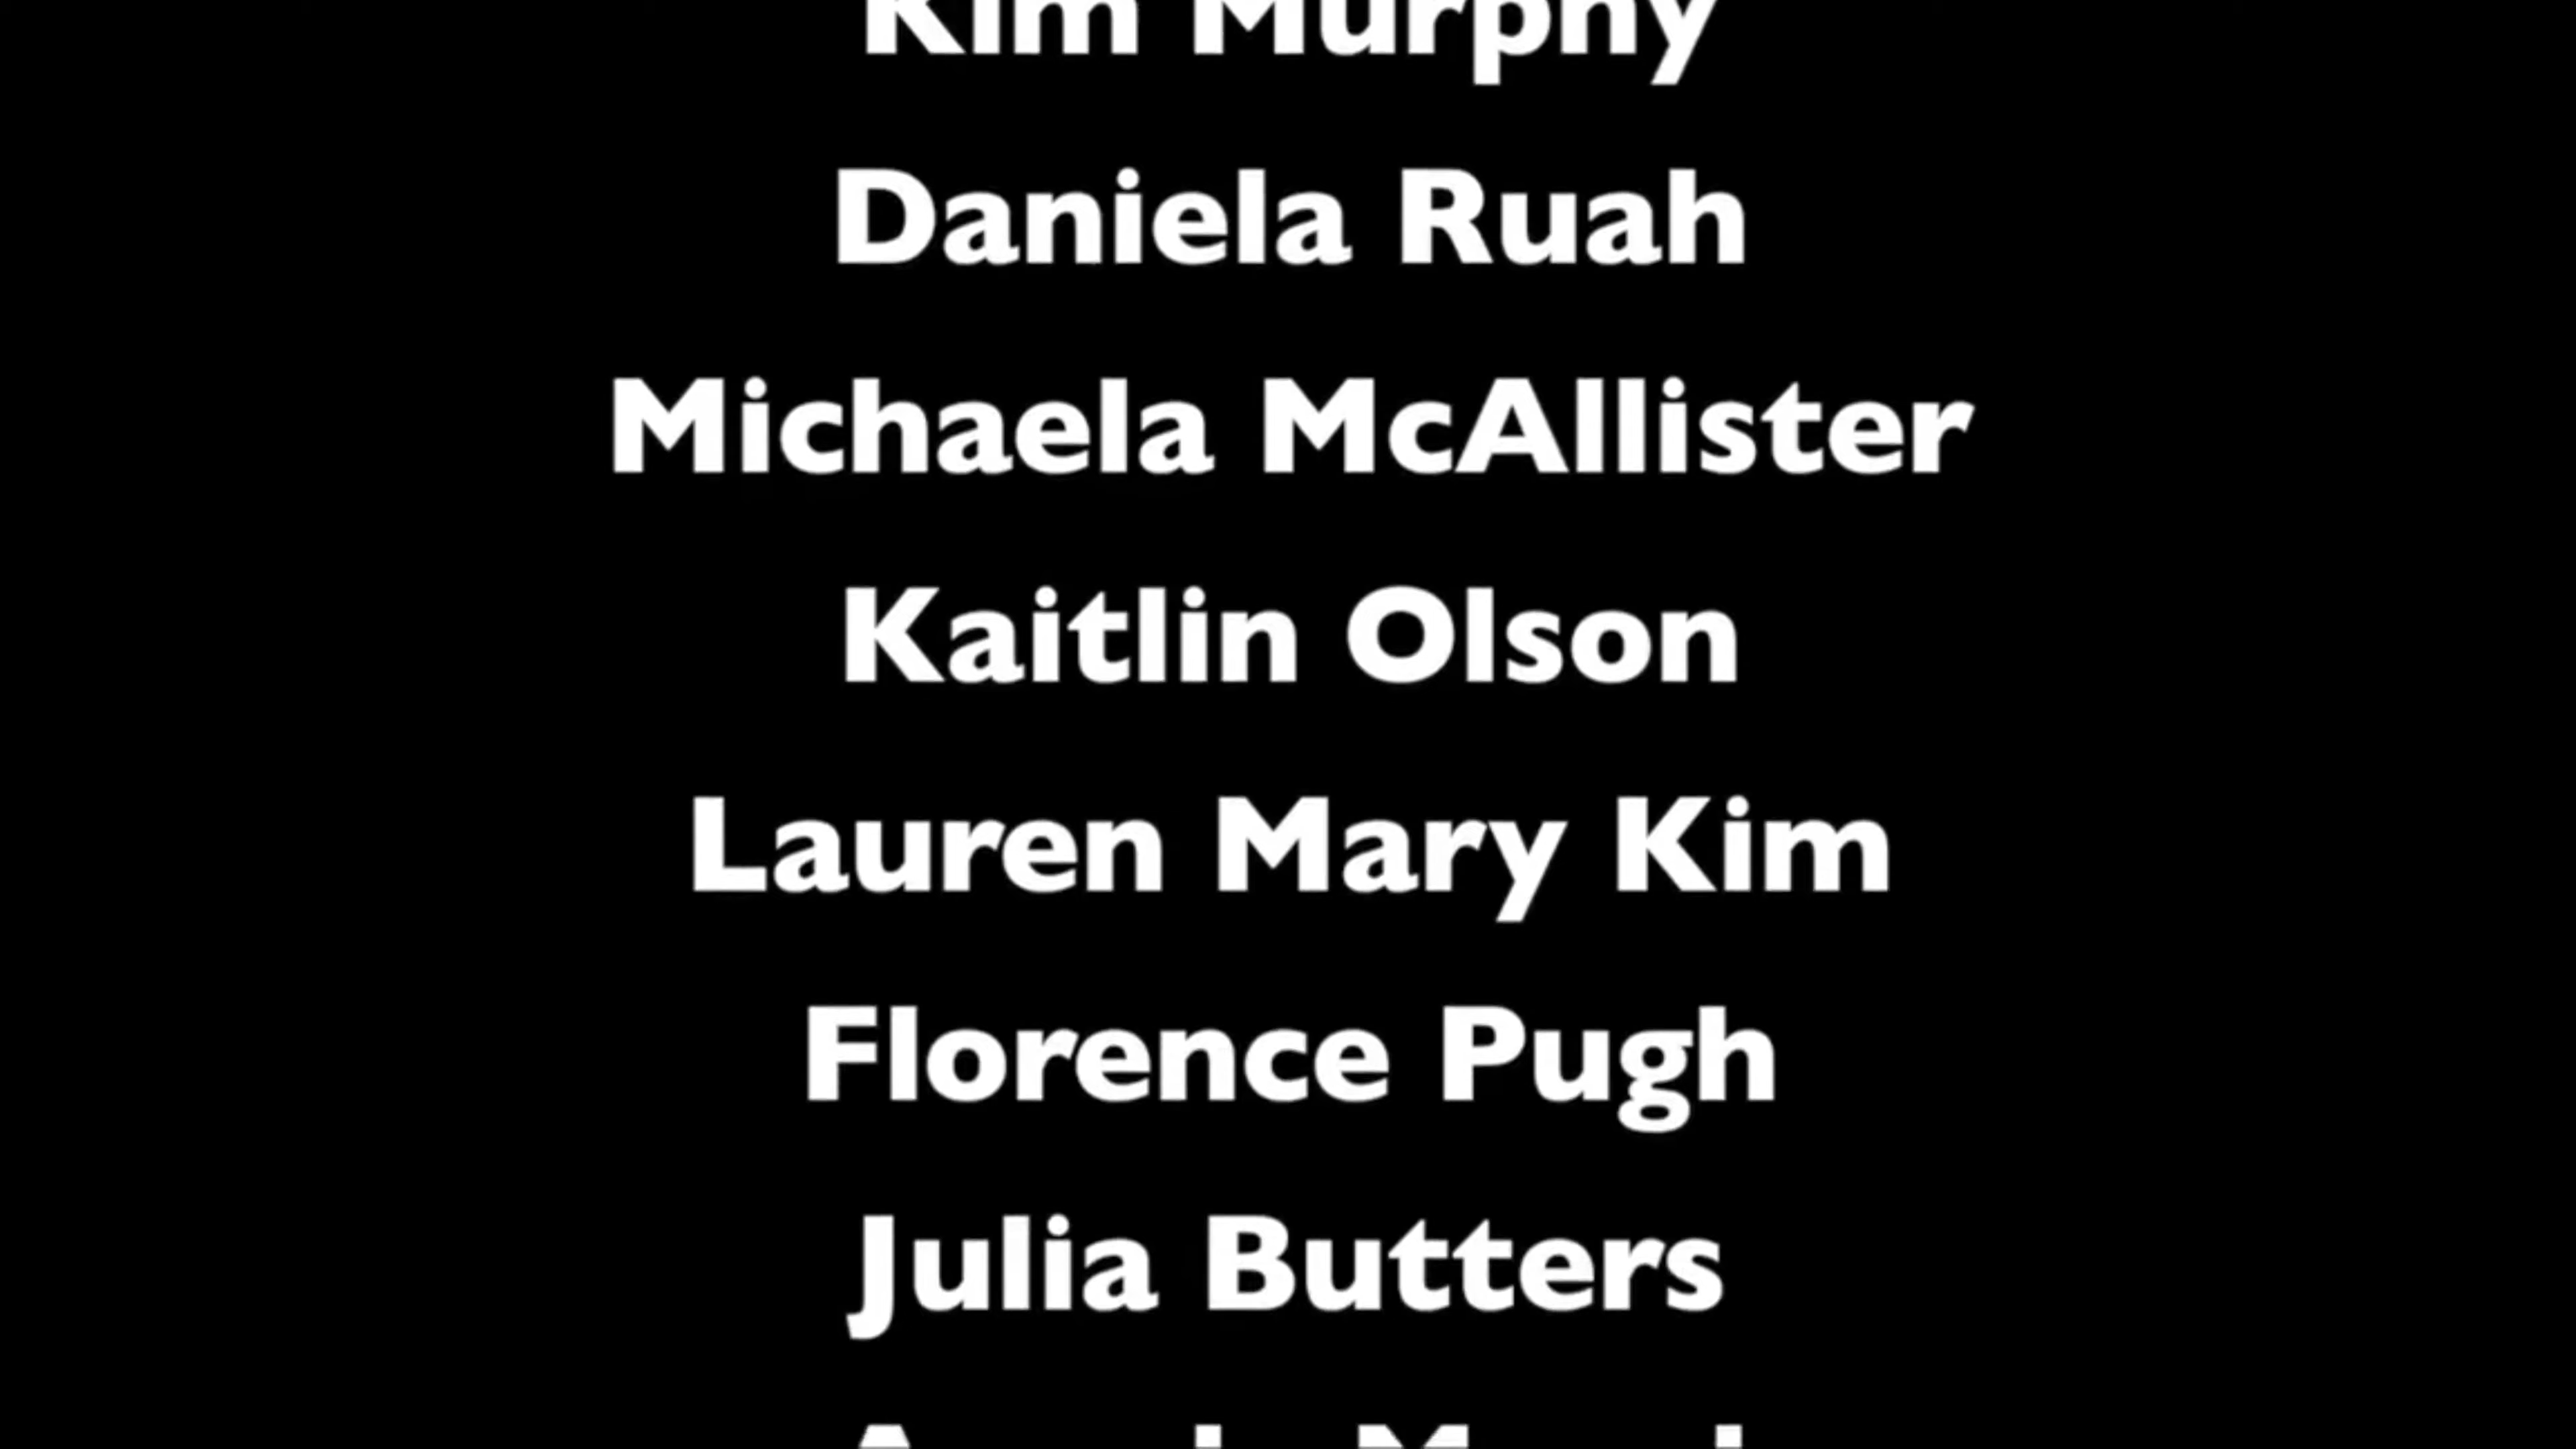 Kim Murphy
Daniela Ruah
Michaela McAllister
Kaitlin Olson
Lauren Mary Kim
Florence Pugh
Julia Butters